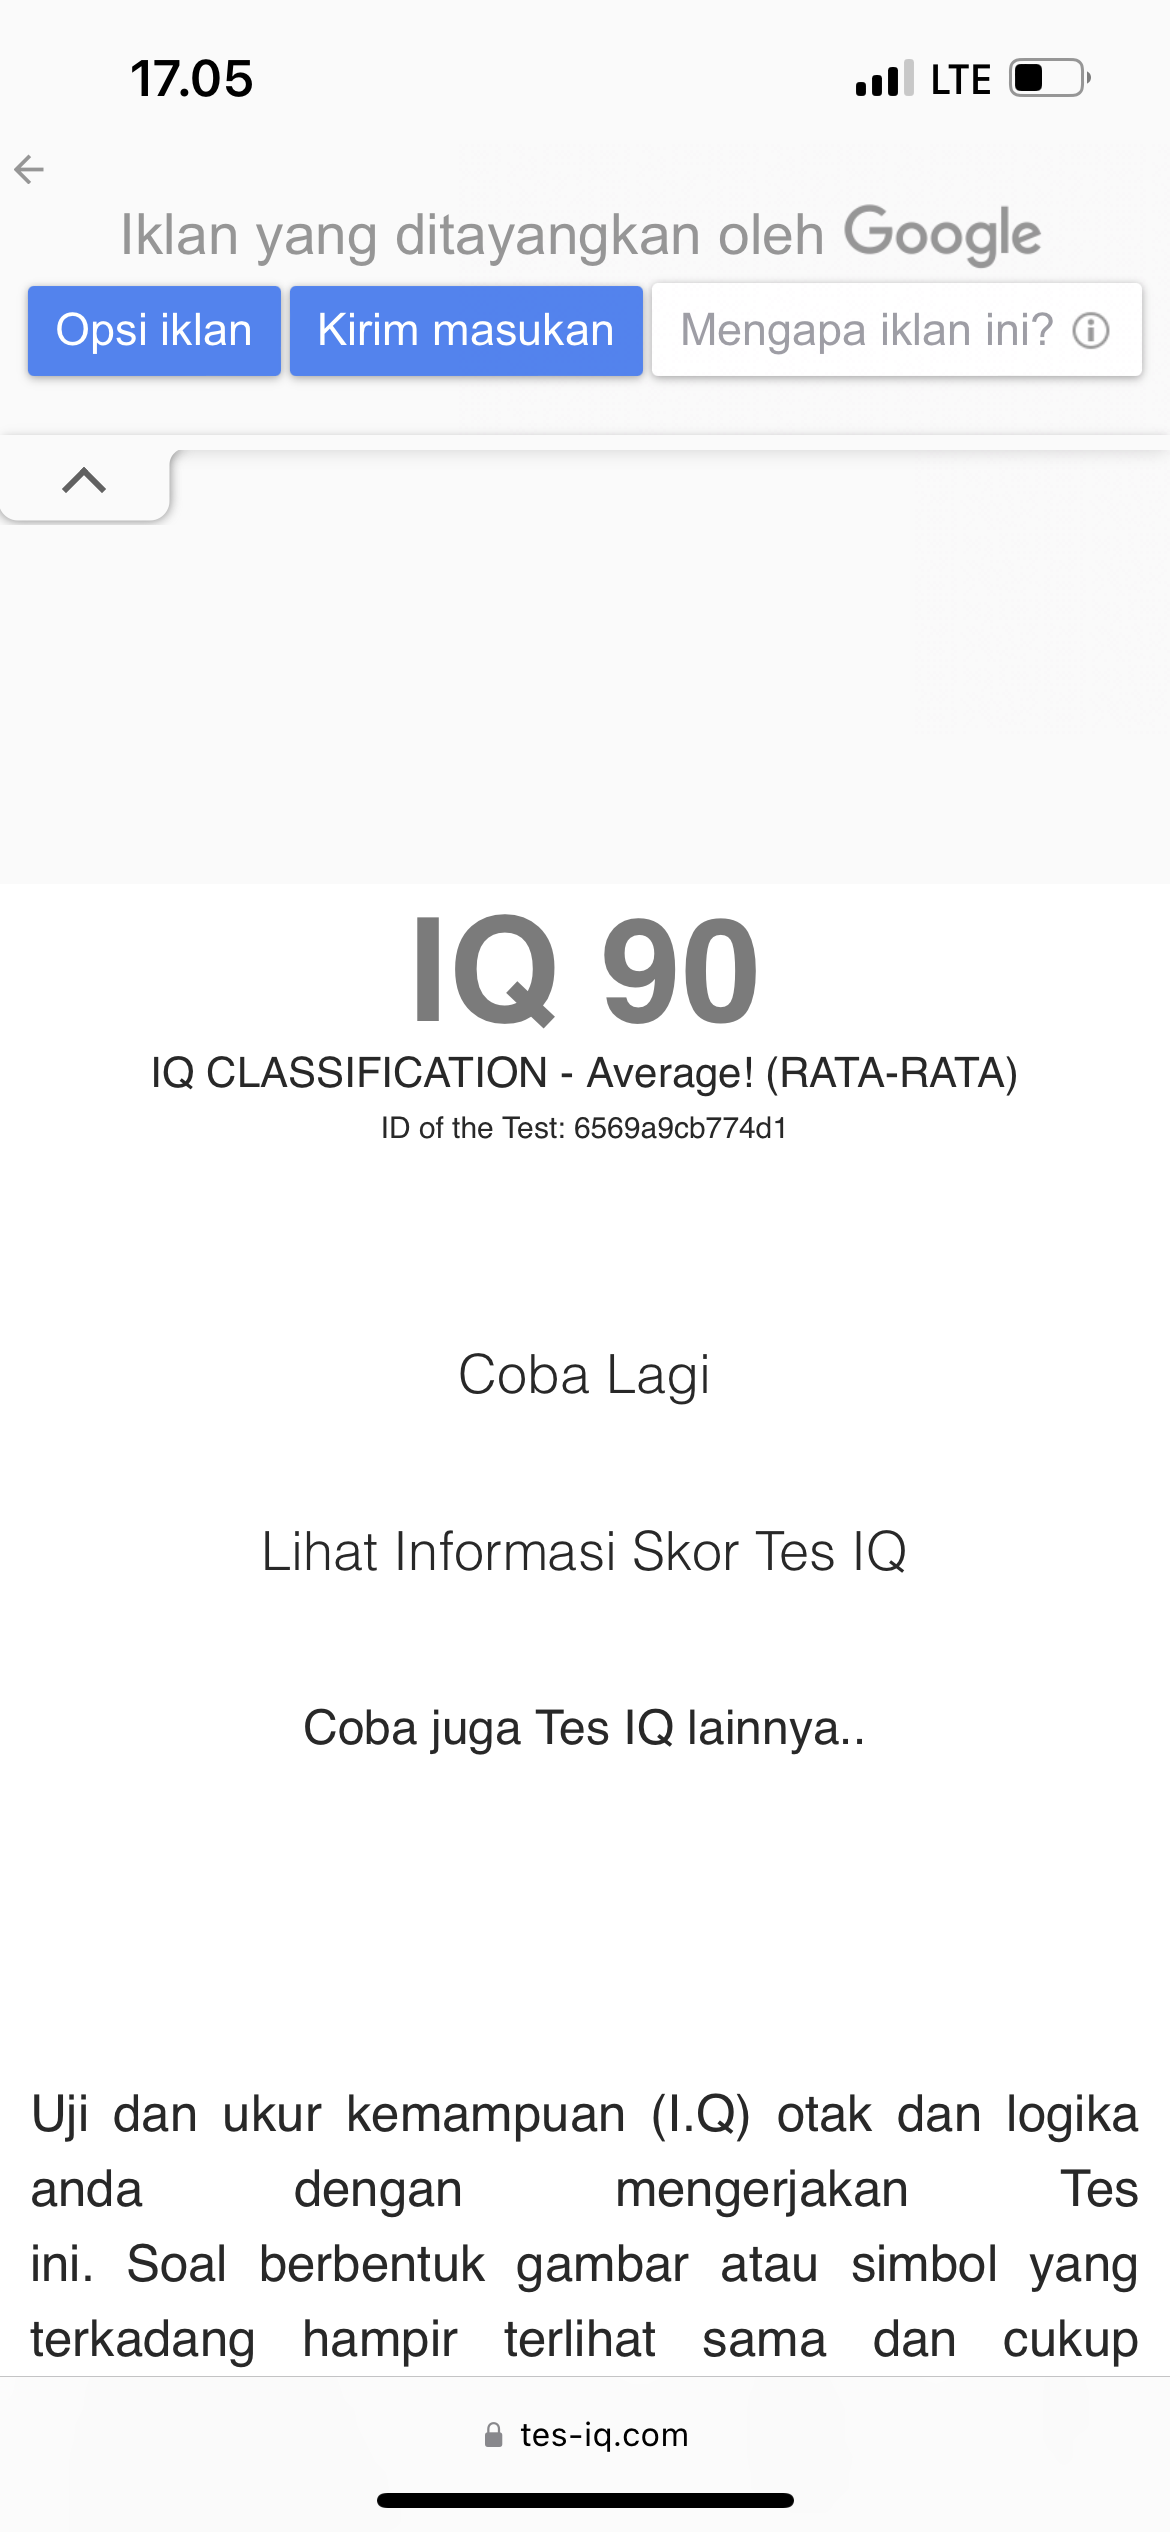 17.05
LTE
Iklan yang ditayangkan oleh Google
Opsi iklan
Kirim masukan
Mengapa iklan ini?
IQ 90
IQ CLASSIFICATION - Average! (RATA-RATA)
ID of the Test: 6569a9cb774d1
Coba Lagi
Lihat Informasi Skor Tes IQ
Coba juga Tes IQ lainnya..
Uji dan ukur kemampuan (I.Q) otak dan logika
anda dengan mengerjakan Tes
ini. Soal berbentuk gambar atau simbol yang
terkadang hampir terlihat sama dan cukup
tes-iq.com